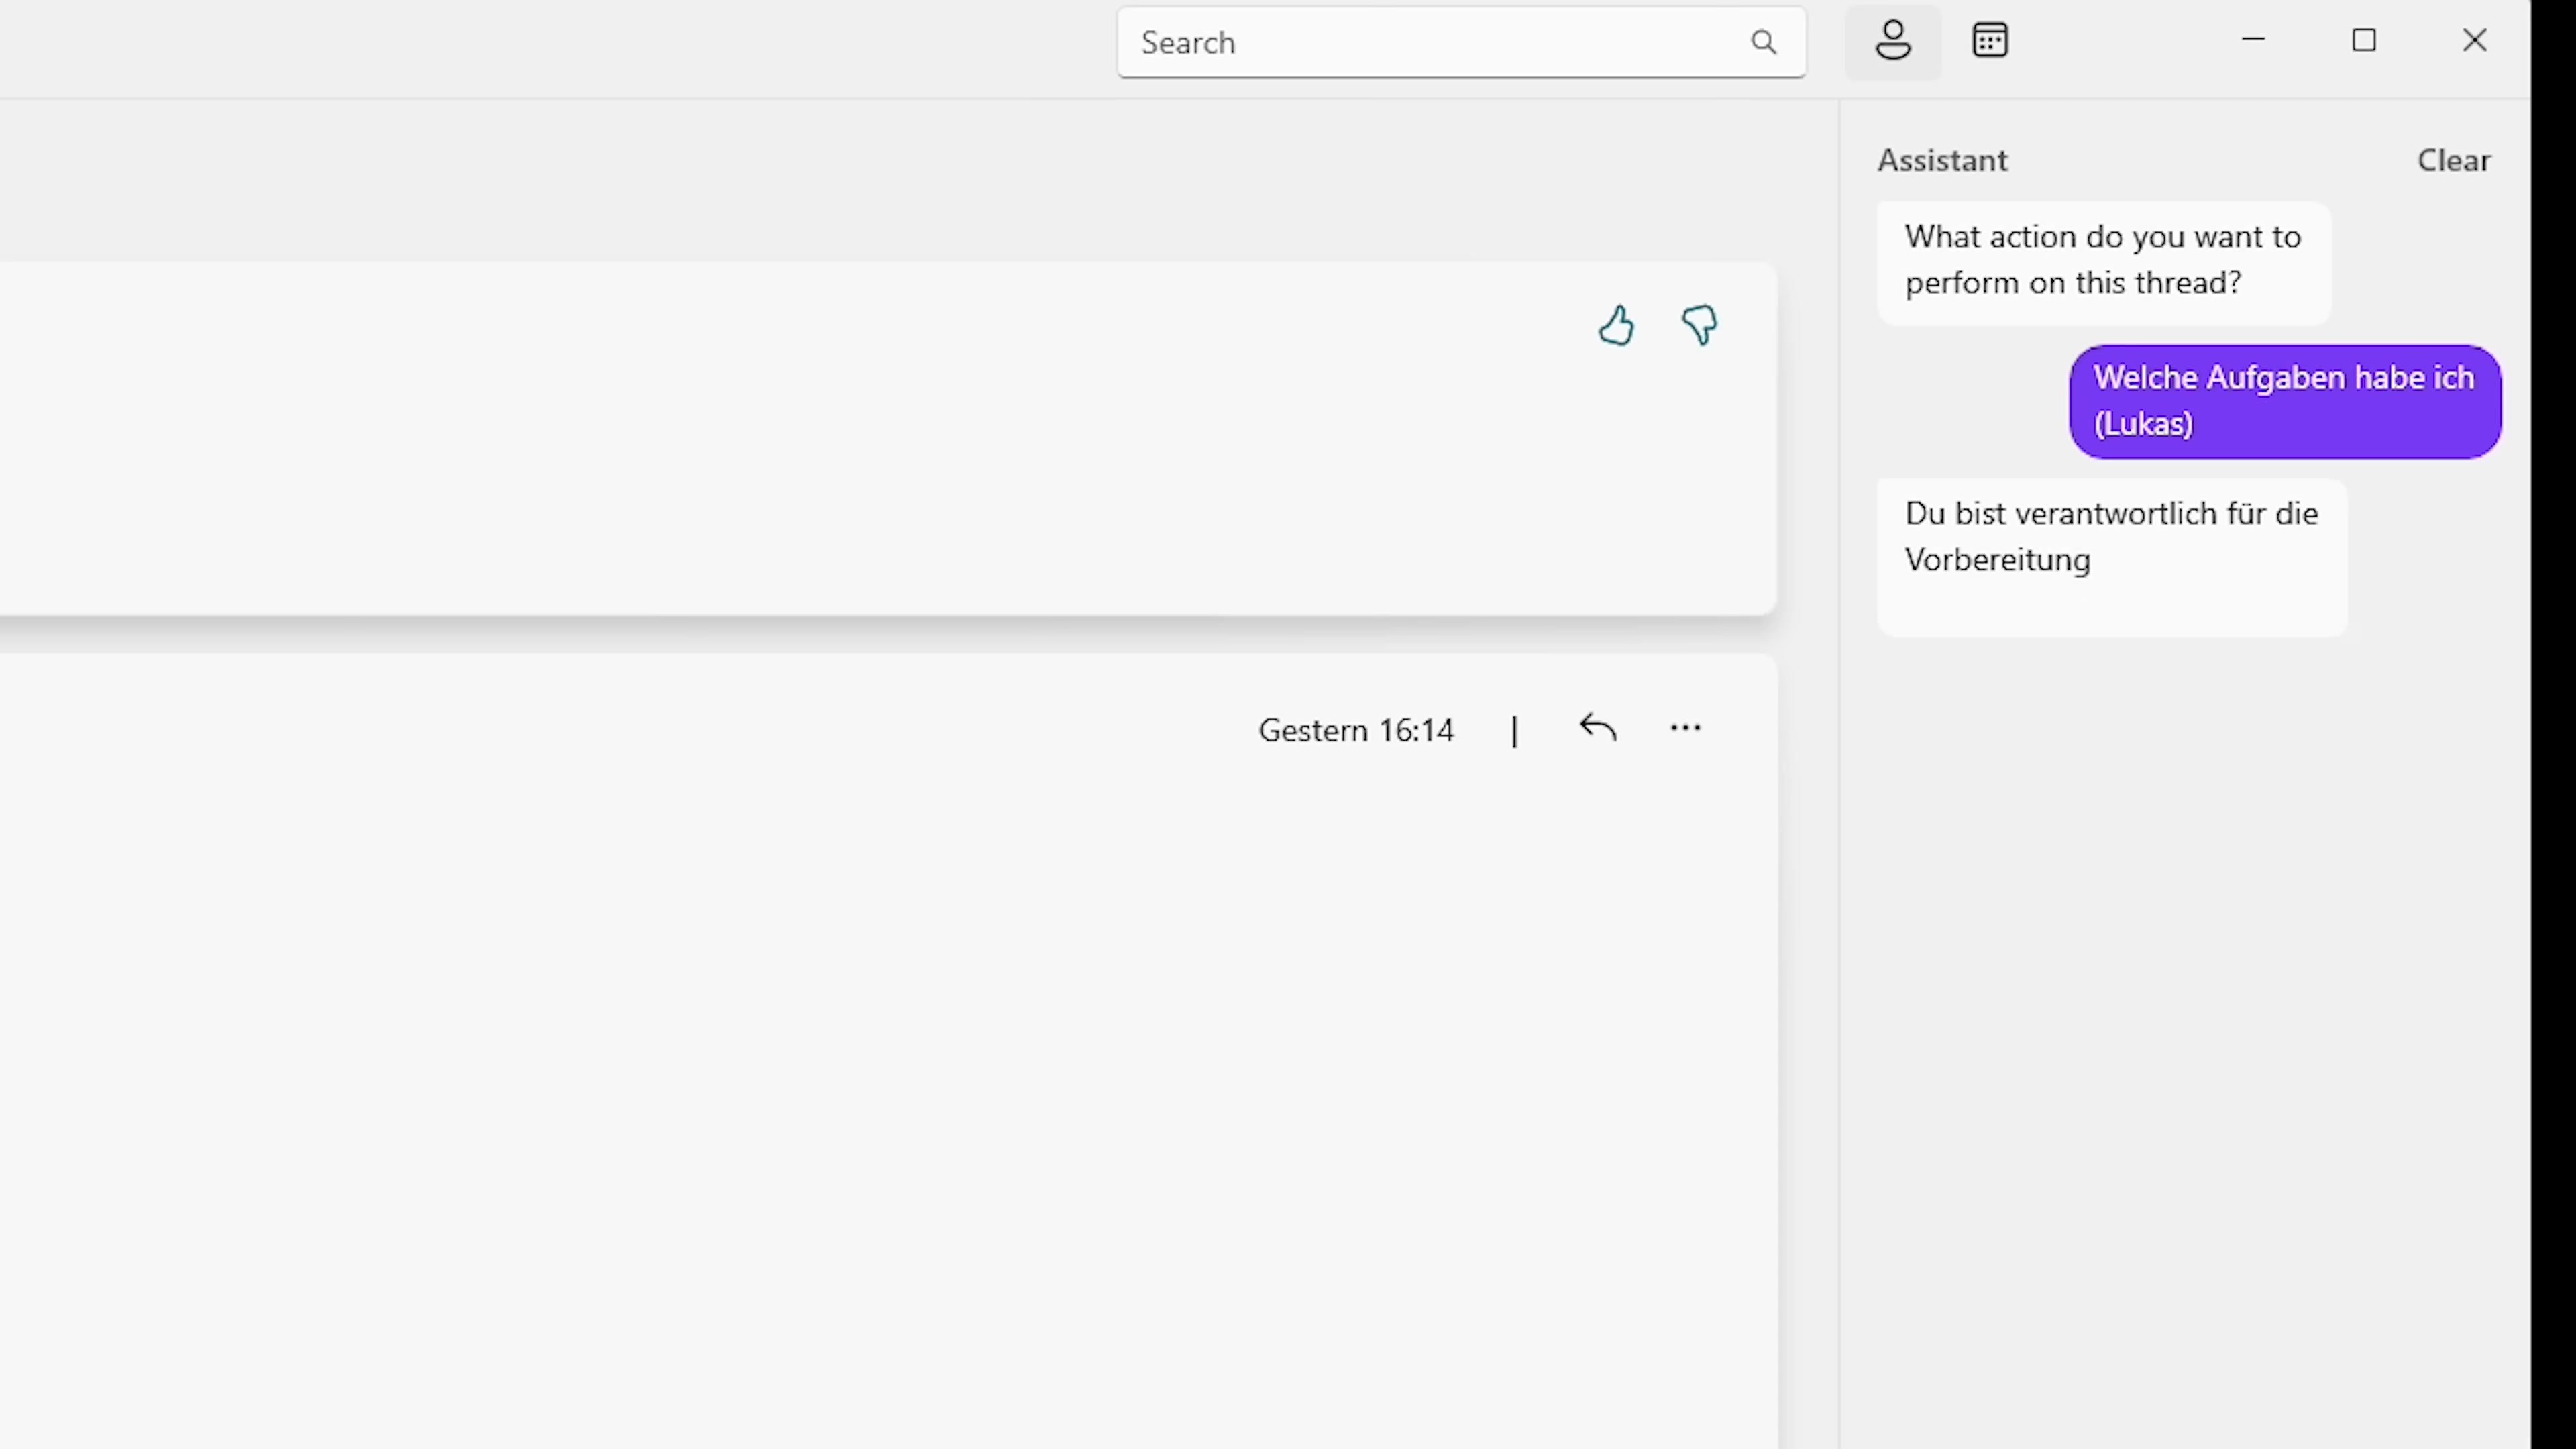 Search
Assistant
Clear
What action do you want to
perform on this thread?
Welche Aufgaben habe ich
(Lukas)
Du bist verantwortlich für die
Vorbereitung
Gestern 16:14 |